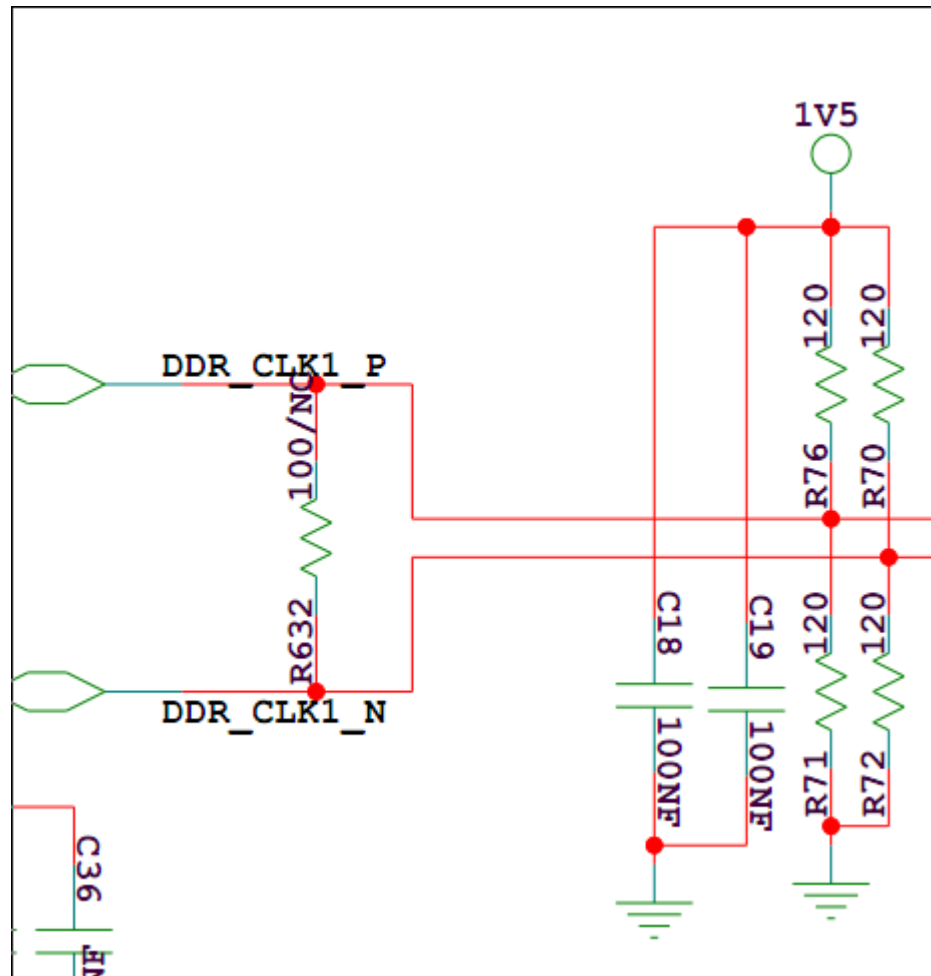 1V5
120
120
DDR_CLK1_P
100/NC
R76
R70
R632
C18
C19
120
120
DDR_CLK1_N
100NF
100NF
R71
R72
C36